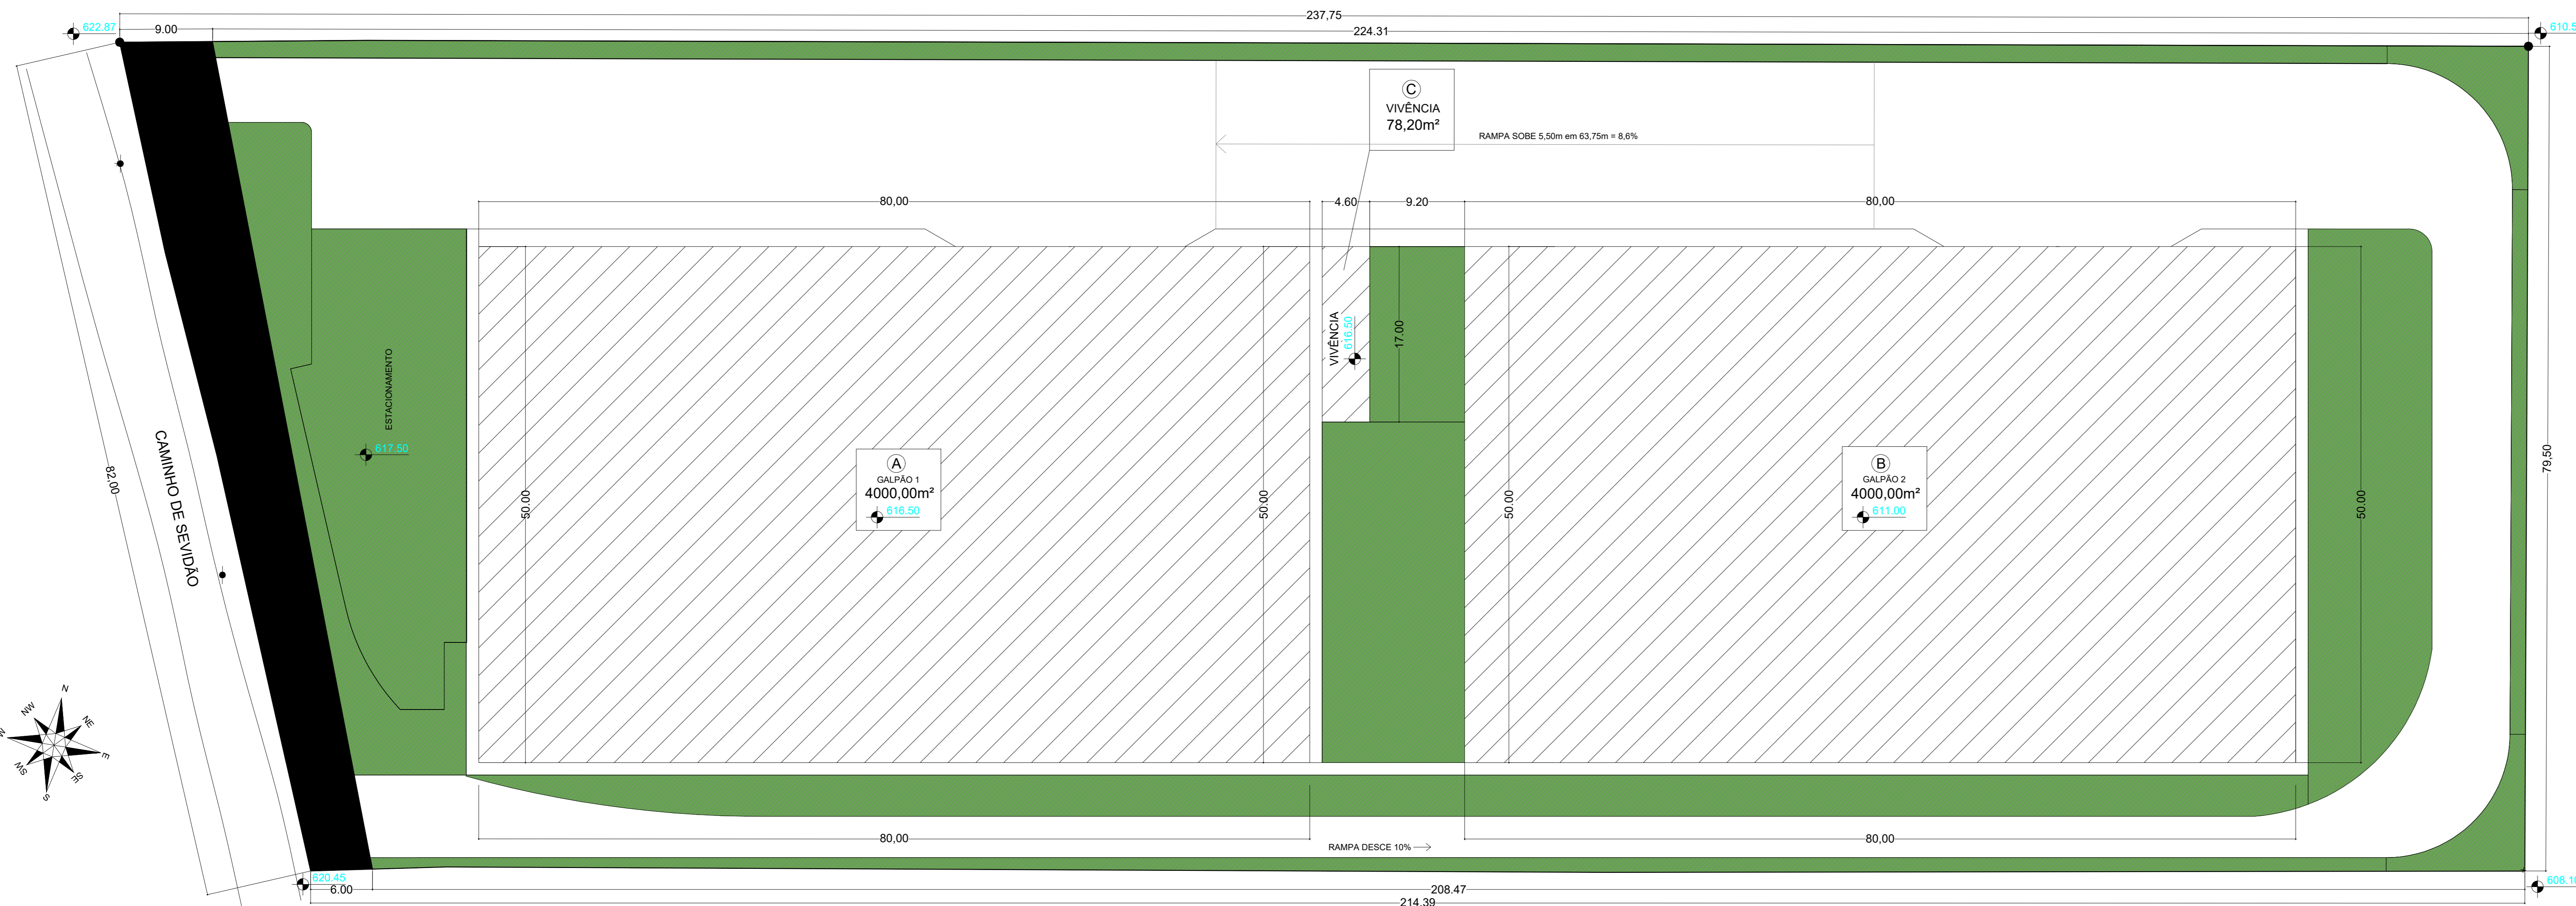 237,75
622.87
9.00
224.31
C
VIVÊNCIA
78,20m²
RAMPA SOBE 5,50m em 63,75m = 8,6%
80,00
4.60
9.20
80,00
VIVÊNCIA
616.50
17.00
ESTACIONAMENTO
617.50
CAMINHO DE SEVIDÃO
82,00
79,50
A
GALPÃO 1
4000,00m²
616.50
B
GALPÃO 2
4000,00m²
611.00
50.00
50.00
50.00
50.00
N
NE
E
SE
S
SW
NW
80,00
80,00
RAMPA DESCE 10%
620.45
6.00
208.47
214.39